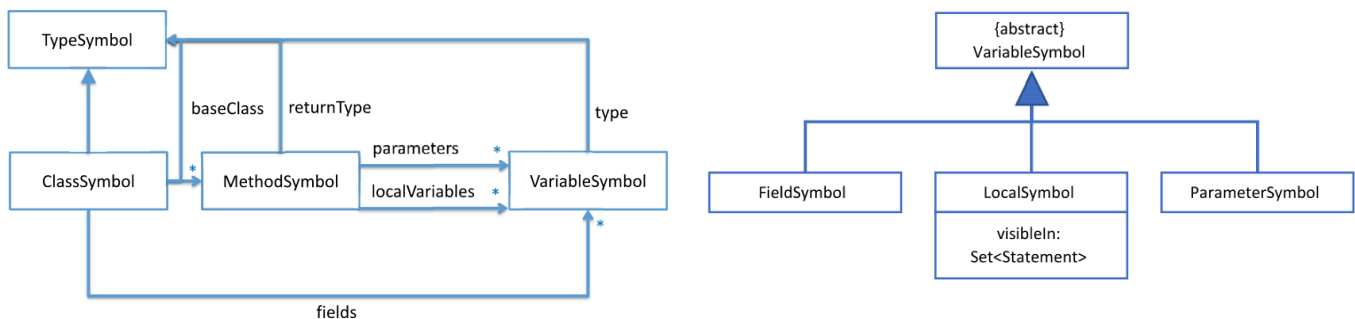 TypeSymbol
baseClass
returnType
type
ClassSymbol
*
MethodSymbol
parameters
*
localVariables
*
VariableSymbol
*
fields
{abstract}
VariableSymbol
FieldSymbol
LocalSymbol
ParameterSymbol
visibleIn:
Set<Statement>